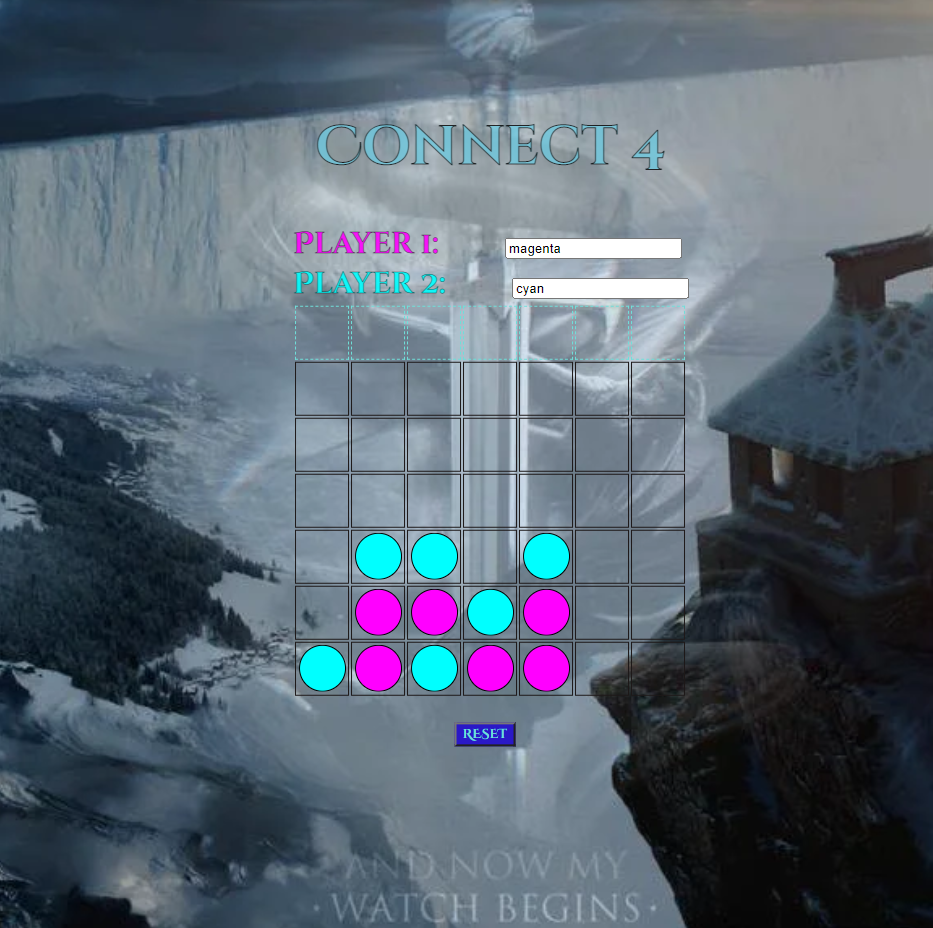 Connect 4
Player 1: magenta
Player 2: cyan
Reset
AND NOW MY
· WATCH BEGINS ·